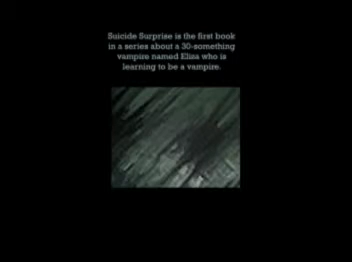 Suicide Surprise is the first book
in a series about a 30-something
vampire named Elisa who is
learning to be a vampire.